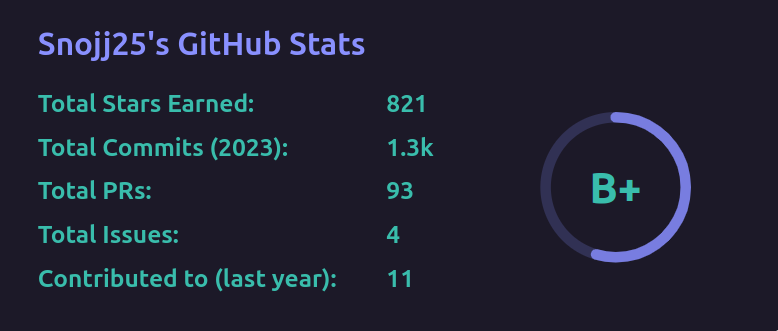 Snojj25's GitHub Stats
Total Stars Earned: 821
Total Commits (2023): 1.3k
Total PRs: 93
Total Issues: 4
Contributed to (last year): 11
B+